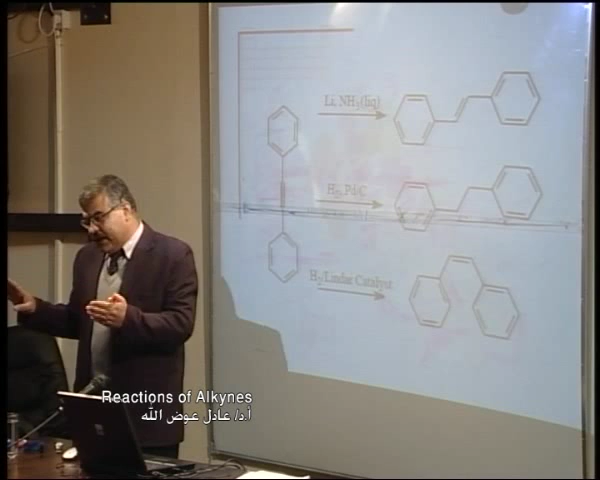 Li, NH3(liq)
H2, Pd/C
H2/Lindlar Catalyst
Reactions of Alkynes
أ.د/ عادل عوض الله